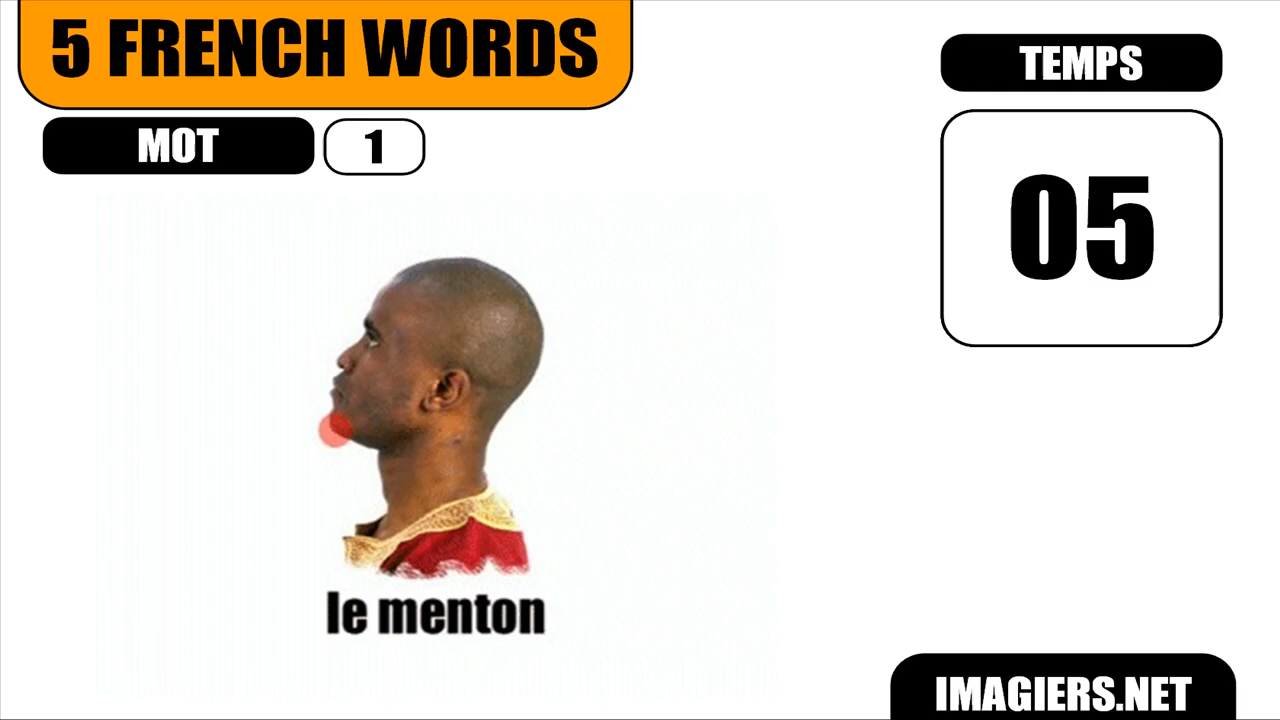 5 FRENCH WORDS
TEMPS
MOT 1
05
le menton
IMAGIERS.NET